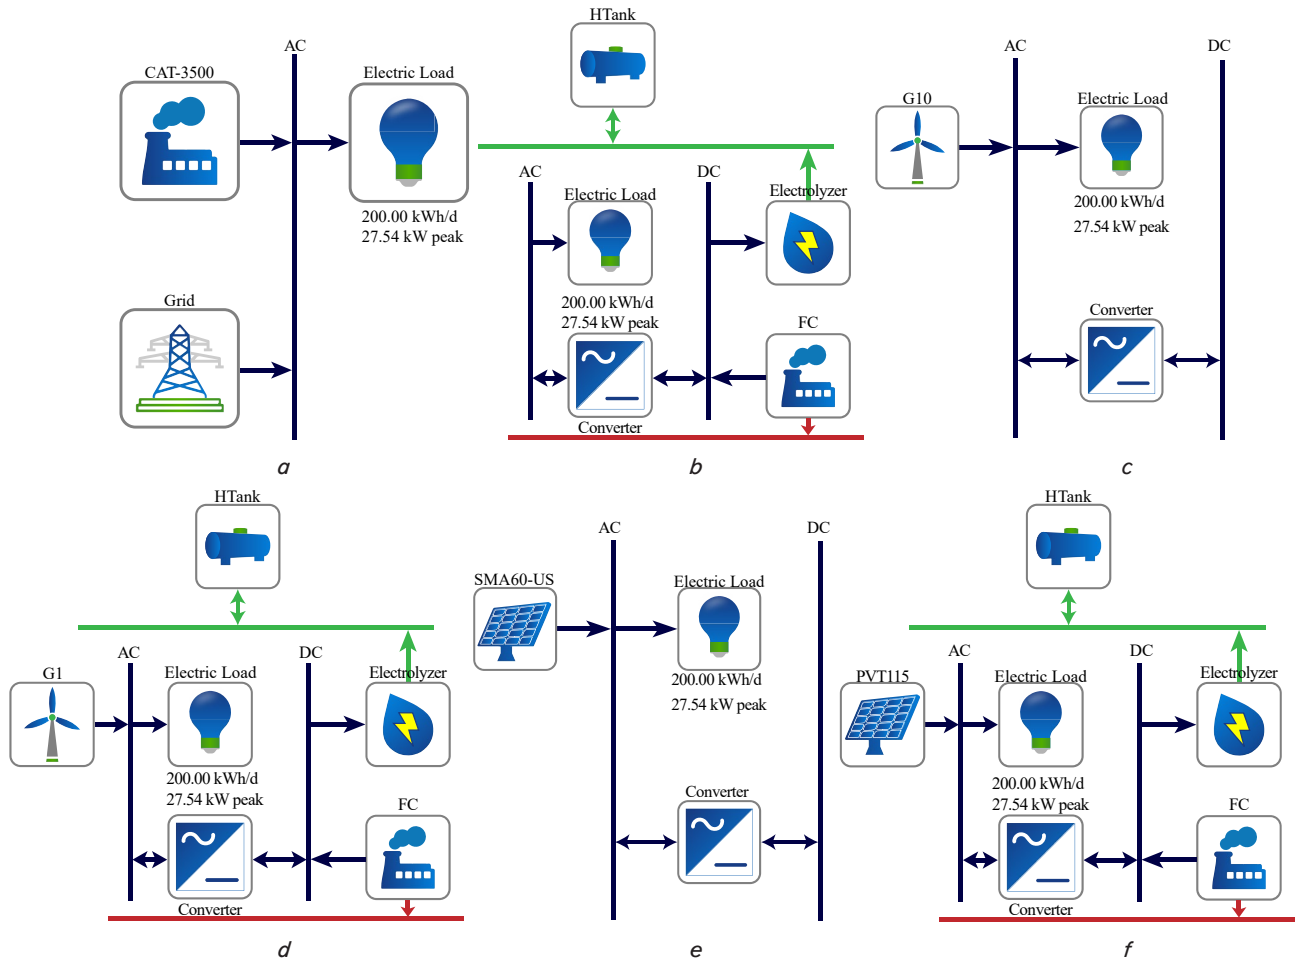 AC
CAT-3500
Electric Load
200.00 kWh/d
27.54 kW peak
Grid
a
HTank
AC
DC
Electric Load
Electrolyzer
200.00 kWh/d
27.54 kW peak
FC
Converter
b
AC
DC
G10
Electric Load
200.00 kWh/d
27.54 kW peak
Converter
c
HTank
AC
DC
G1
Electric Load
Electrolyzer
200.00 kWh/d
27.54 kW peak
FC
Converter
d
AC
DC
SMA60-US
Electric Load
200.00 kWh/d
27.54 kW peak
Converter
e
HTank
AC
DC
PVT115
Electric Load
Electrolyzer
200.00 kWh/d
27.54 kW peak
FC
Converter
f